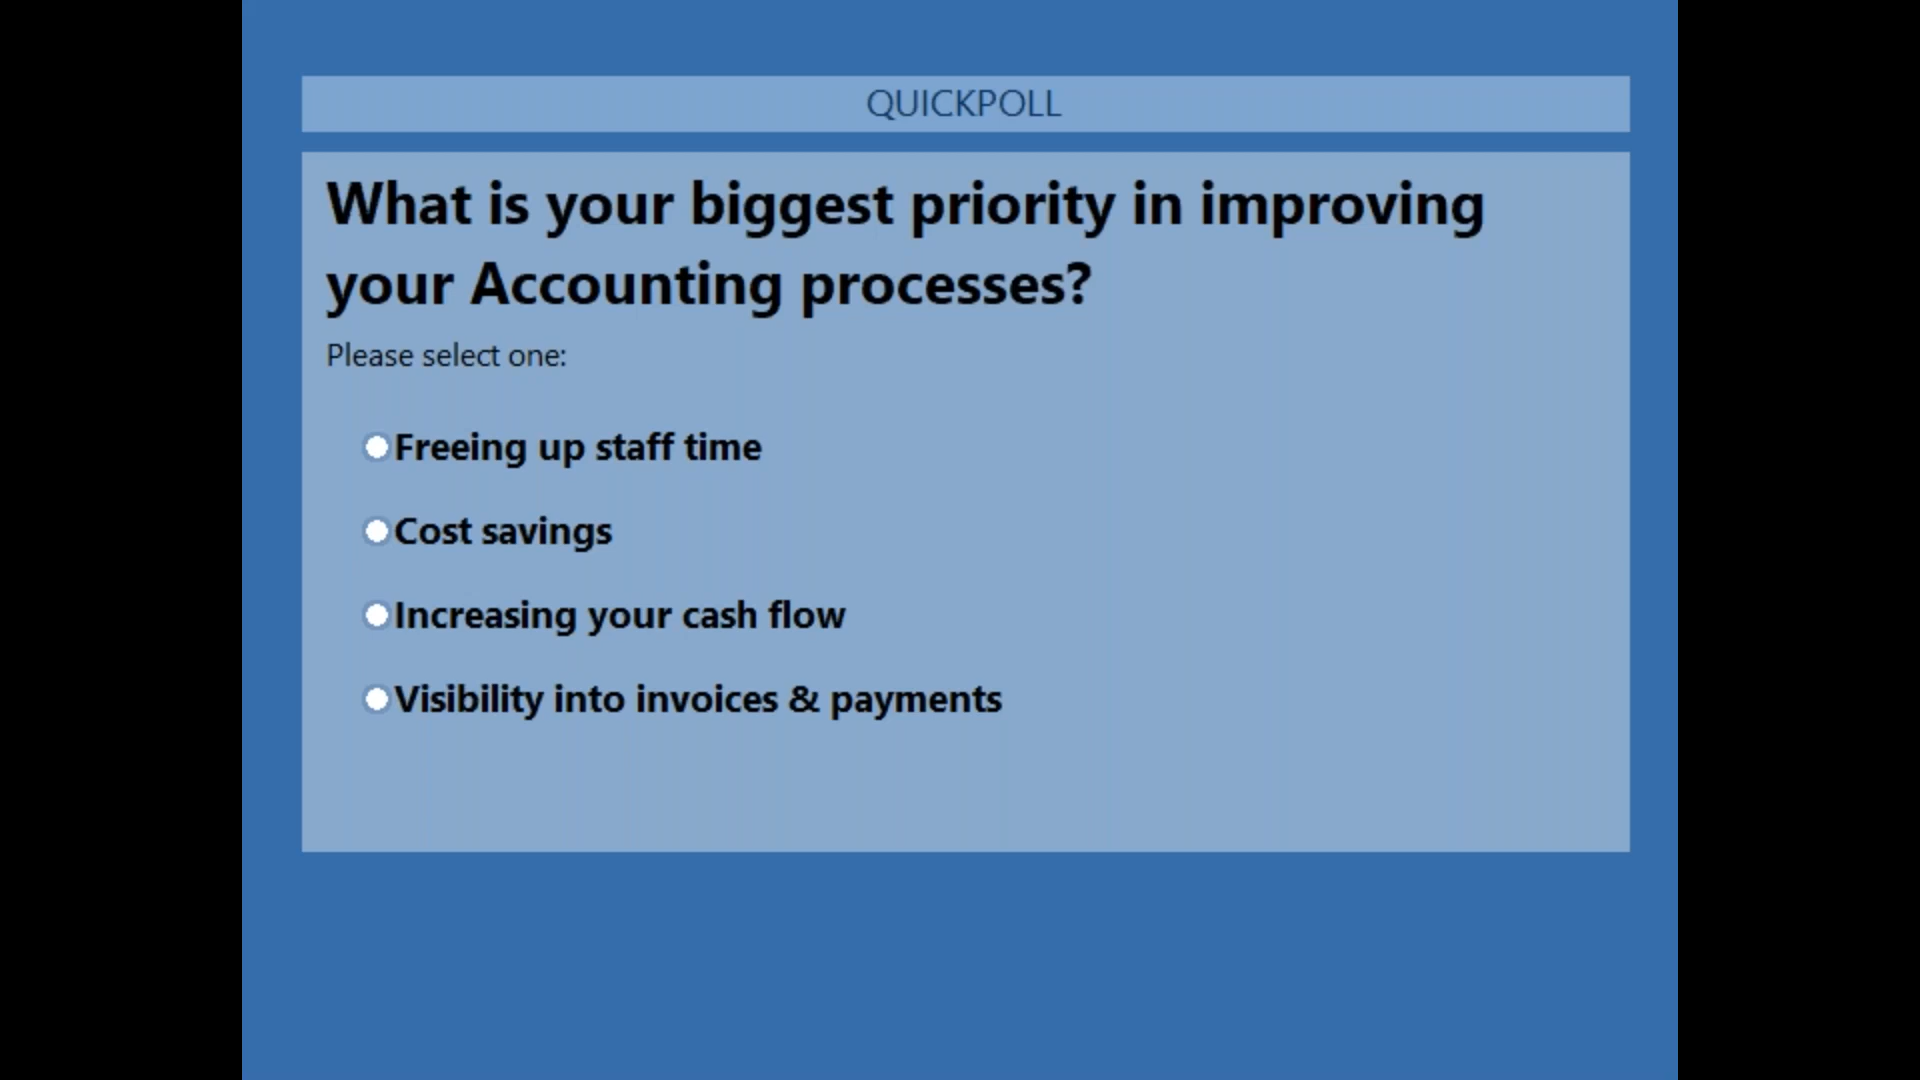 QUICKPOLL
What is your biggest priority in improving
your Accounting processes?
Please select one:
Freeing up staff time
Cost savings
Increasing your cash flow
Visibility into invoices & payments